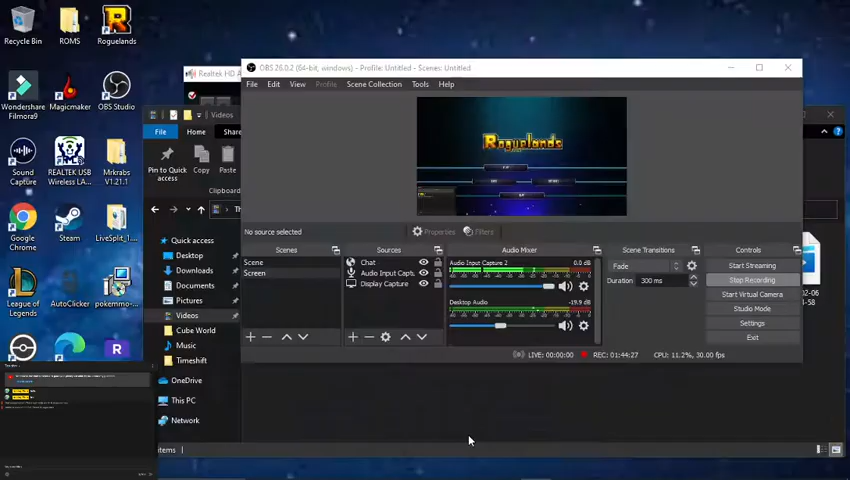 Recycle Bin
ROMS
Roguelands
Wondershare
Filmora9
Magicmaker
OBS Studio
Sound
Capture
REALTEK USB
Wireless LA...
Mrkrabs
V1.21.1
Google
Chrome
Steam
LiveSplit_1....
League of
Legends
AutoClicker
pokemmo-...
Realtek HD A
Videos
File
Home
Share
Pin to Quick
access
Copy
Paste
Clipboard
Quick access
Desktop
Downloads
Documents
Pictures
Videos
Cube World
Music
Timeshift
OneDrive
This PC
Network
items
OBS 26.0.2 (64-bit, windows) - Profile: Untitled - Scenes: Untitled
File
Edit
View
Profile
Scene Collection
Tools
Help
Roguelands
No source selected
Properties
Filters
Scenes
Scene
Screen
Sources
Chat
Audio Input Captu
Display Capture
Audio Mixer
Audio Input Capture 2
0.0 dB
Desktop Audio
-19.9 dB
Scene Transitions
Fade
Duration
300 ms
Controls
Start Streaming
Stop Recording
Start Virtual Camera
Studio Mode
Settings
Exit
LIVE: 00:00:00
REC: 01:44:27
CPU: 11.2%, 30.00 fps